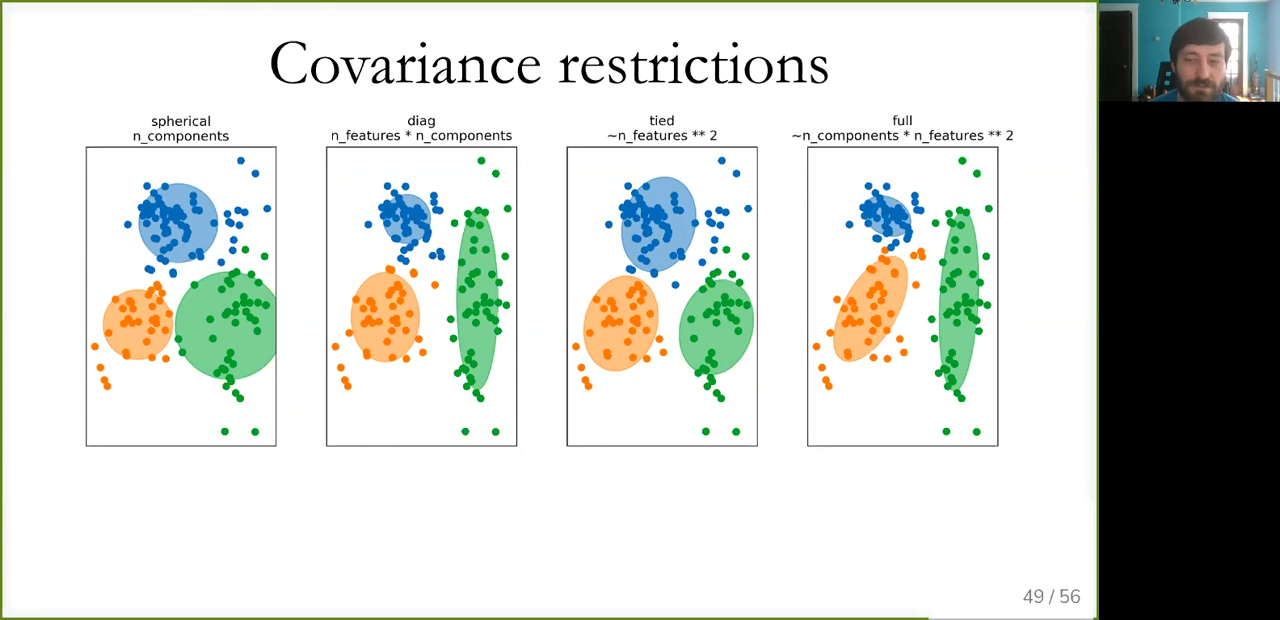 Covariance restrictions
spherical
n_components
diag
n_features * n_components
tied
~n_features ** 2
full
~n_components * n_features ** 2
49 / 56